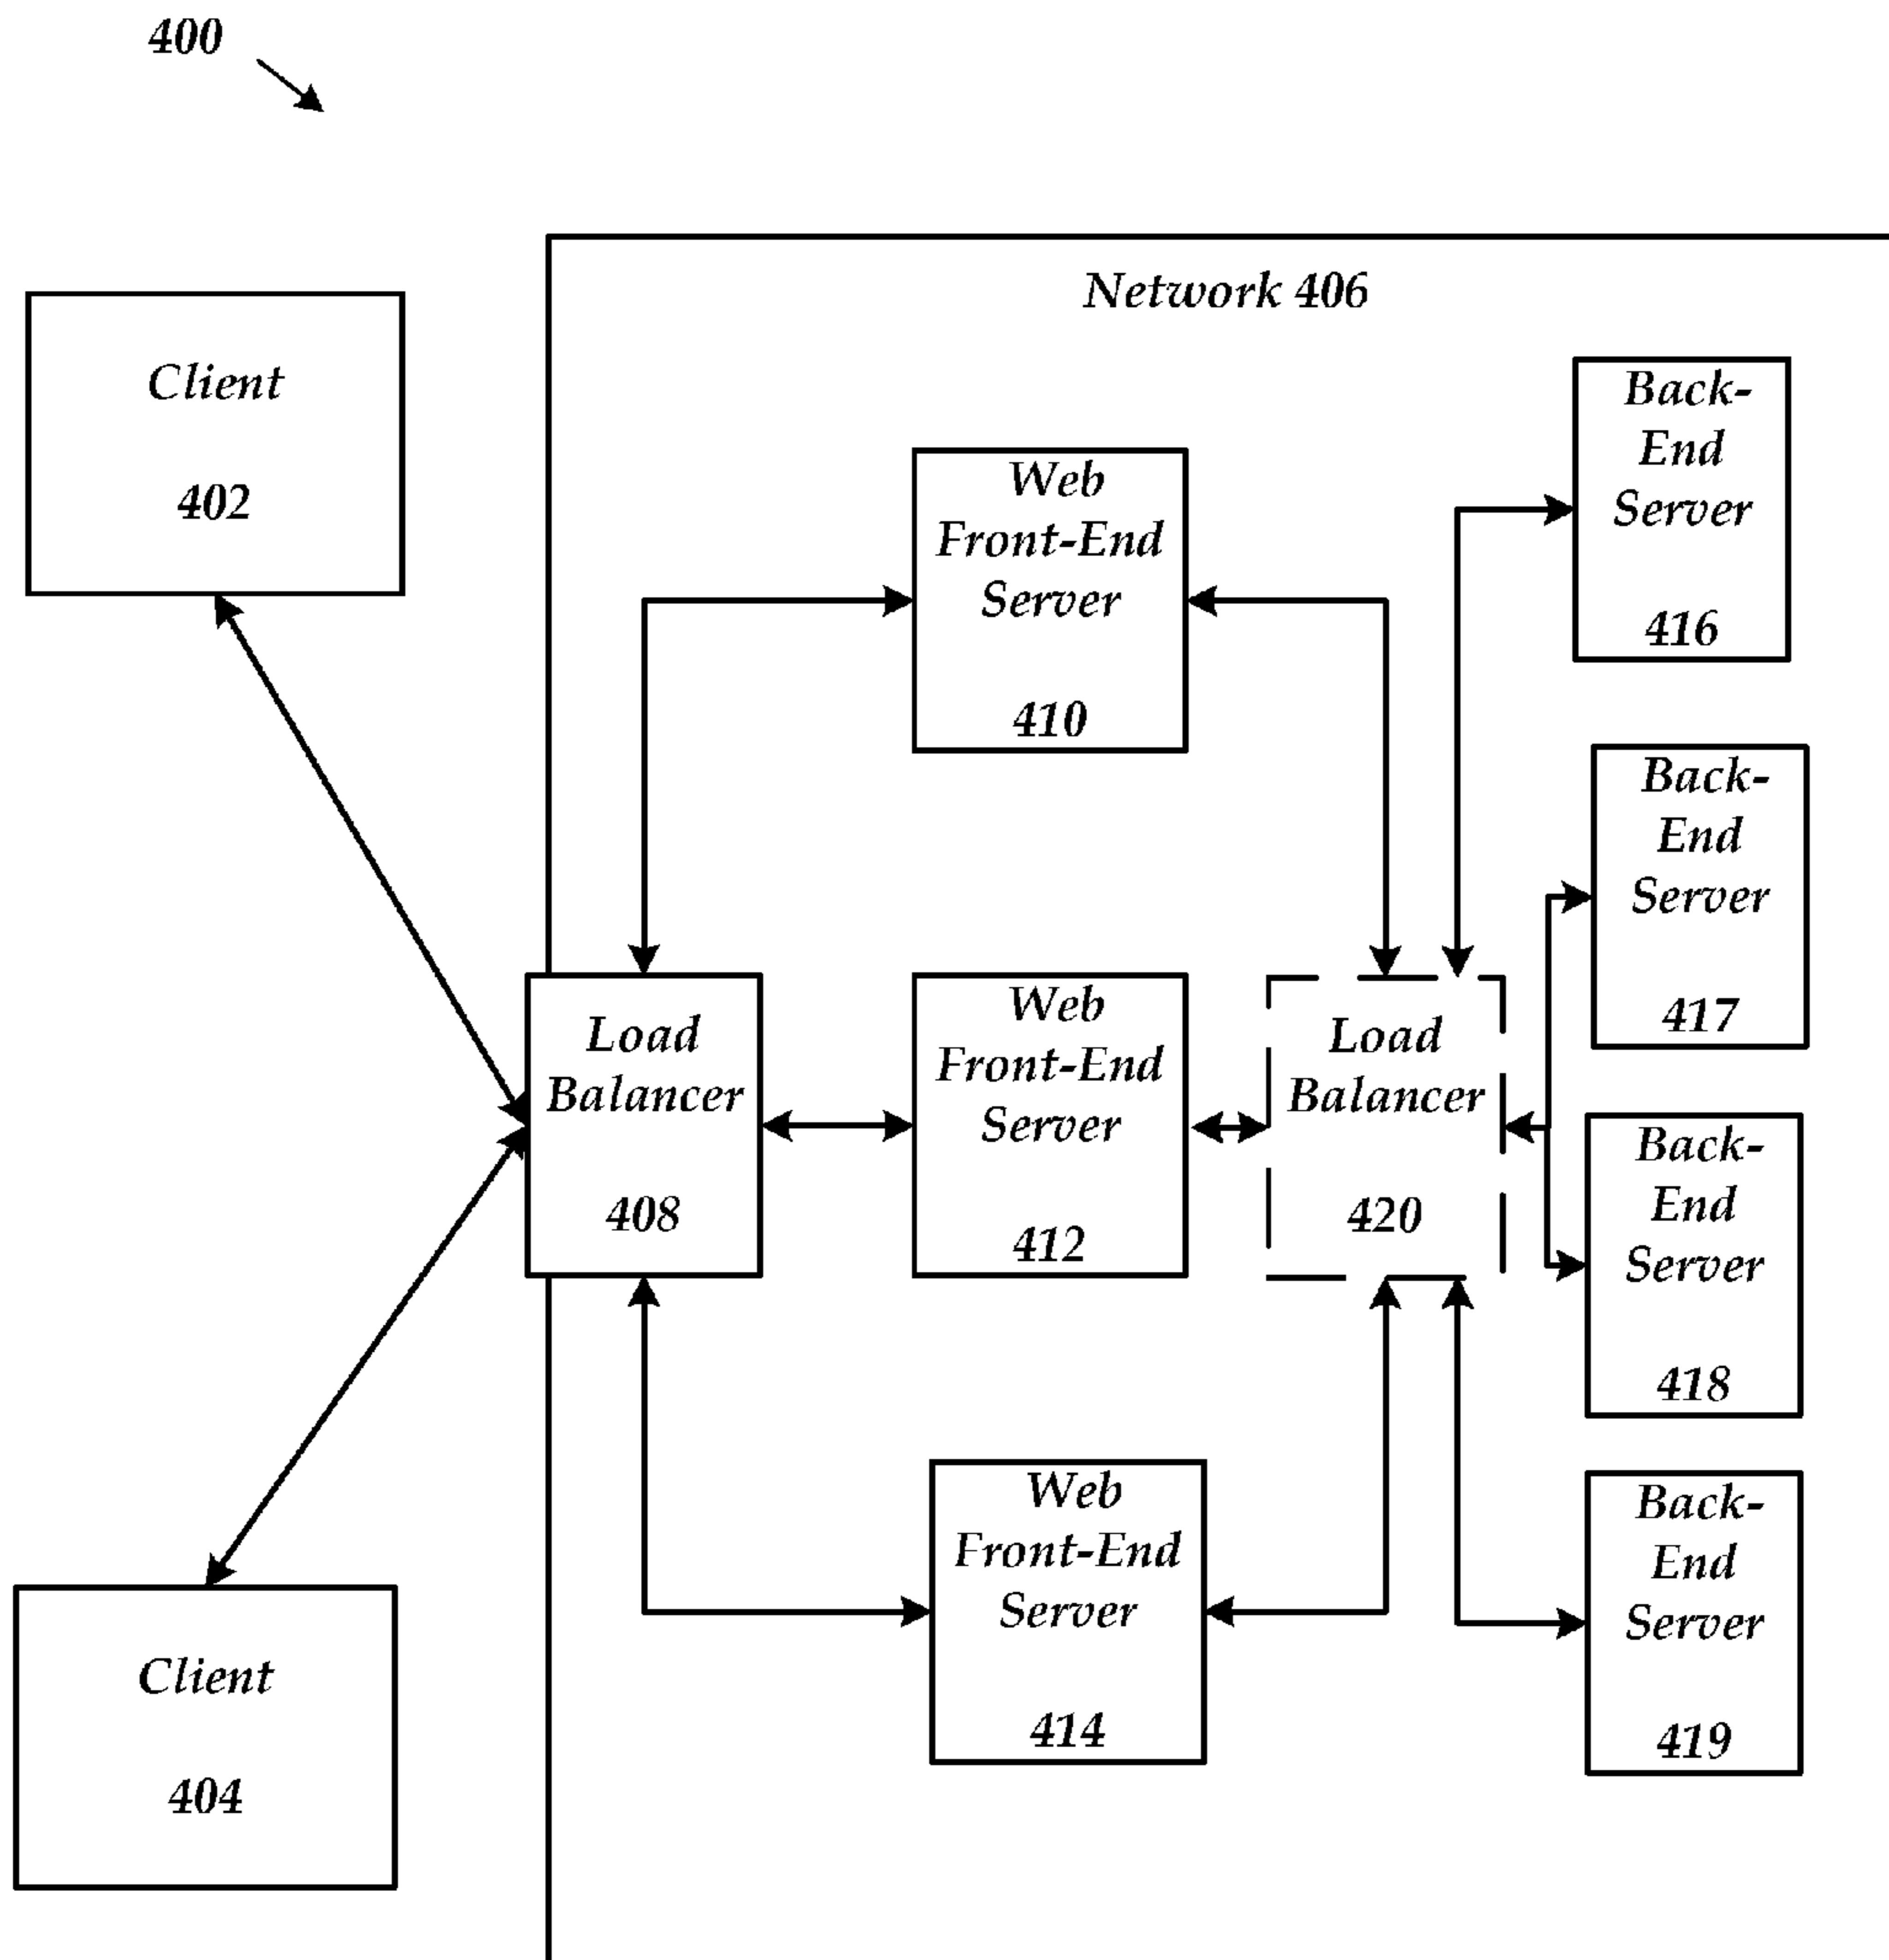 400
Network 406
Client
402
Web
Front-End
Server
410
Back-
End
Server
416
Back-
End
Server
417
Load
Balancer
408
Web
Front-End
Server
412
Load
Balancer
420
Back-
End
Server
418
Web
Front-End
Server
414
Back-
End
Server
419
Client
404